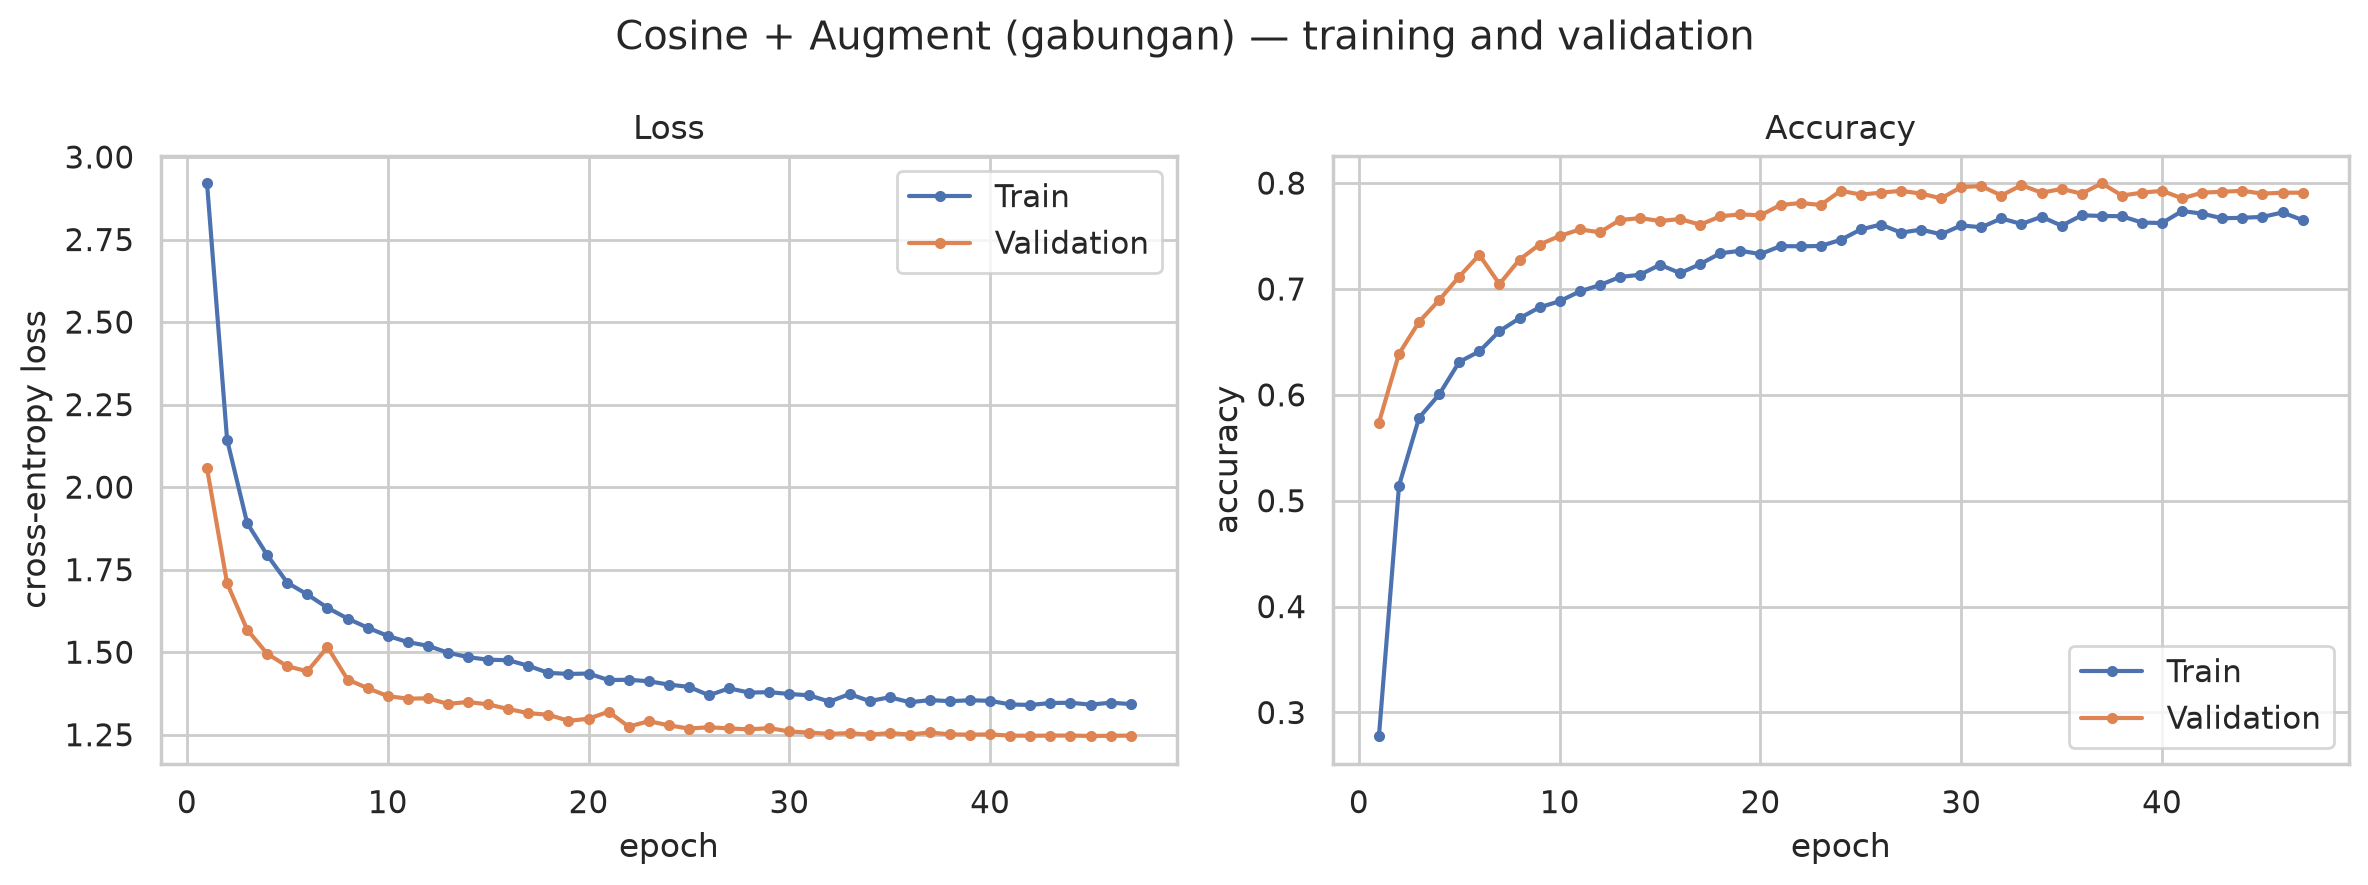 Cosine + Augment (gabungan) — training and validation
Loss
3.00
2.75
2.50
2.25
2.00
1.75
1.50
1.25
cross-entropy loss
Train
Validation
0 10 20 30 40
epoch
Accuracy
0.8
0.7
0.6
0.5
0.4
0.3
accuracy
Train
Validation
0 10 20 30 40
epoch